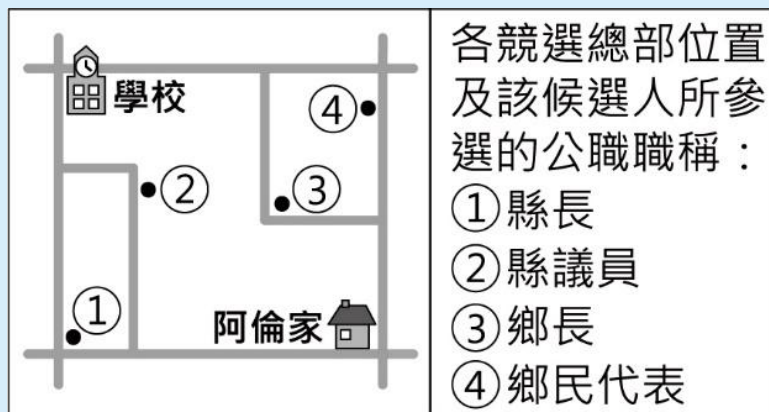 學校
④
②
③
①
阿倫家
各競選總部位置
及該候選人所參
選的公職職稱：
①縣長
②縣議員
③鄉長
④鄉民代表